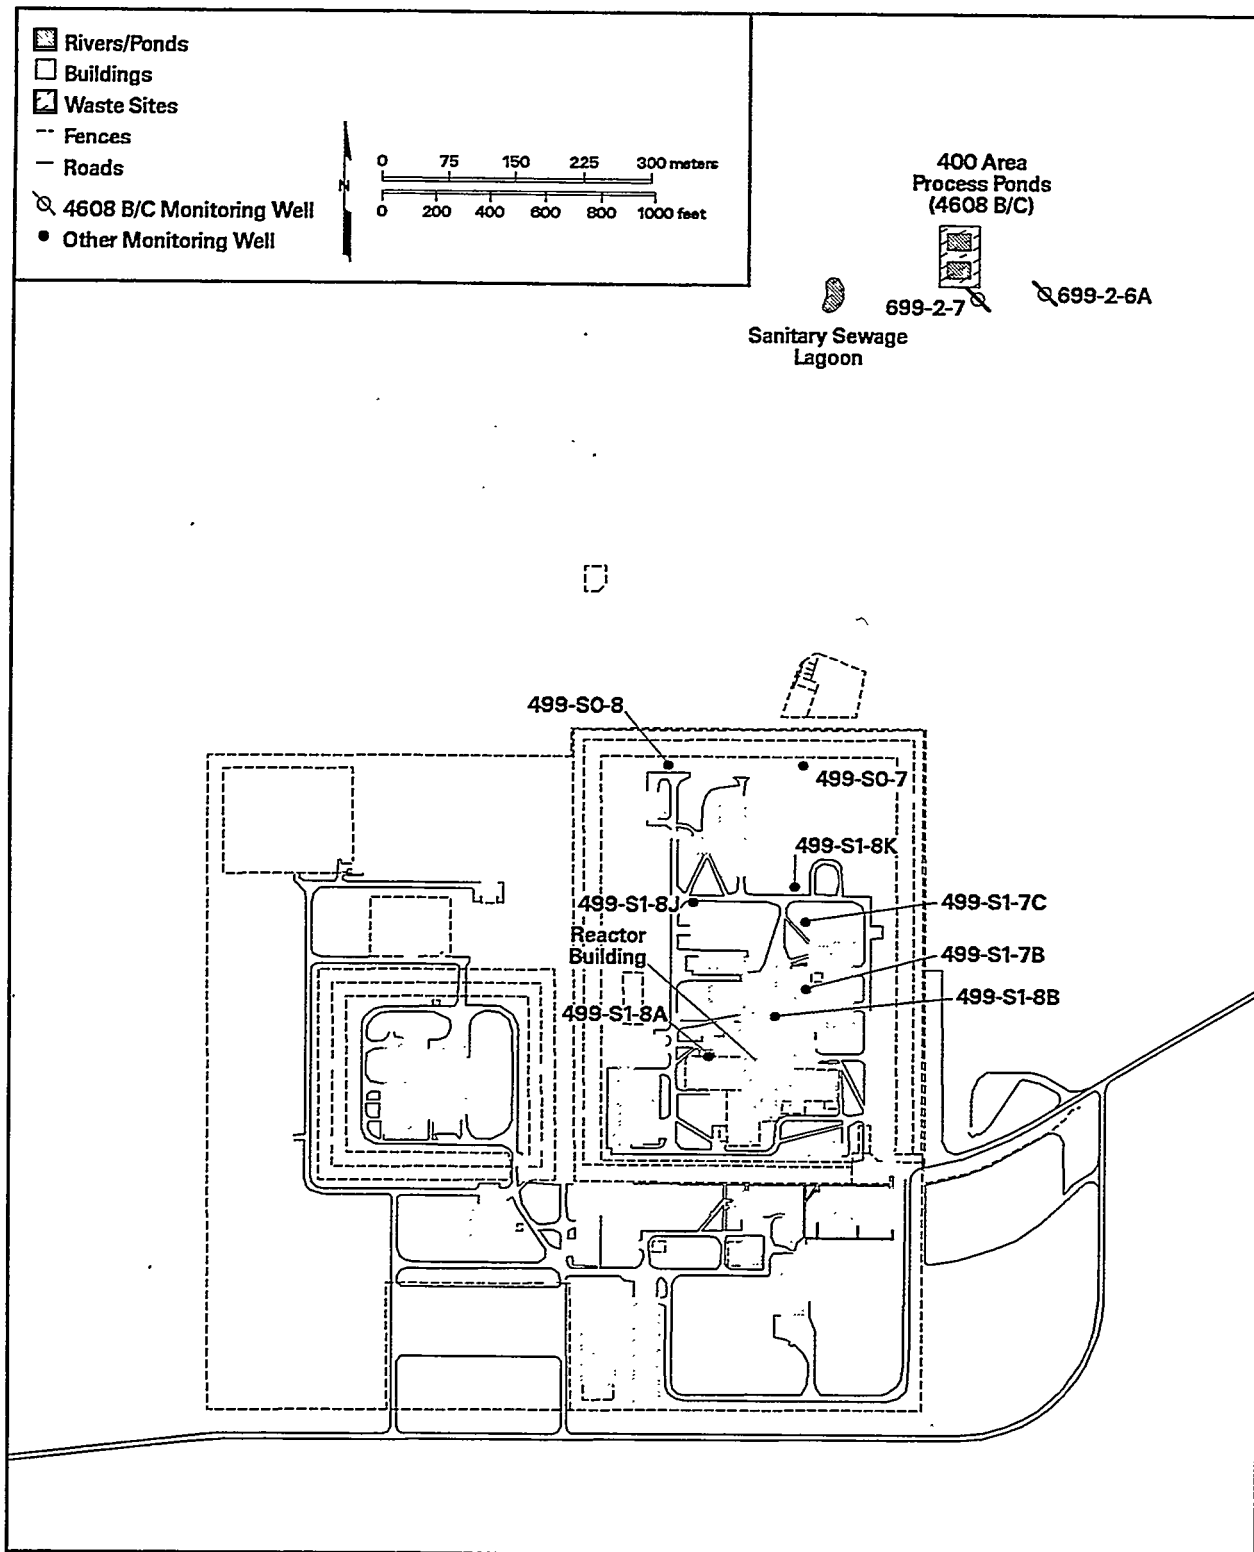 Rivers/Ponds
Buildings
Waste Sites
Fences
Roads
4608 B/C Monitoring Well
Other Monitoring Well
N
0 75 150 225 300 meters
0 200 400 600 800 1000 feet
400 Area
Process Ponds
(4608 B/C)
699-2-7
699-2-6A
Sanitary Sewage
Lagoon
499-S0-8
499-S0-7
499-S1-8K
499-S1-8J
499-S1-7C
Reactor
Building
499-S1-7B
499-S1-8B
499-S1-8A